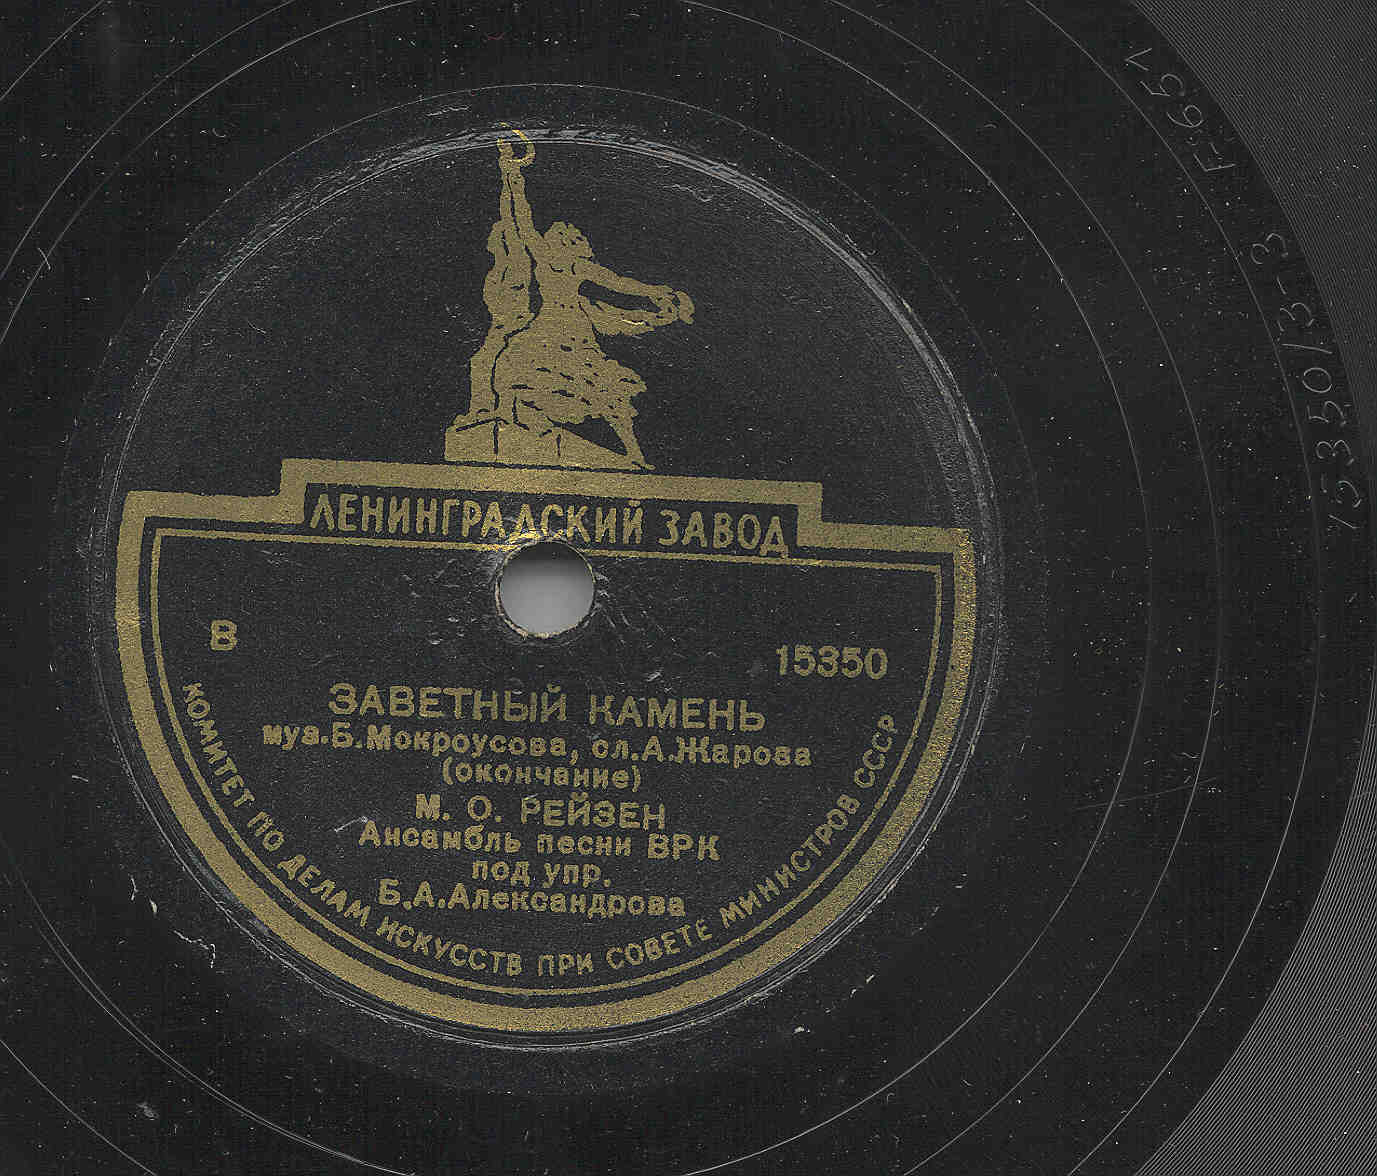 ЛЕНИНГРАДСКИЙ ЗАВОД
В
15350
ЗАВЕТНЫЙ КАМЕНЬ
муз.Б.Мокроусова, сл.А.Жарова
(окончание)
М. О. РЕЙЗЕН
Ансамбль песни ВРК
под упр.
Б.А.Александрова
КОМИТЕТ ПО ДЕЛАМ ИСКУССТВ ПРИ СОВЕТЕ МИНИСТРОВ СССР
15350/3-3